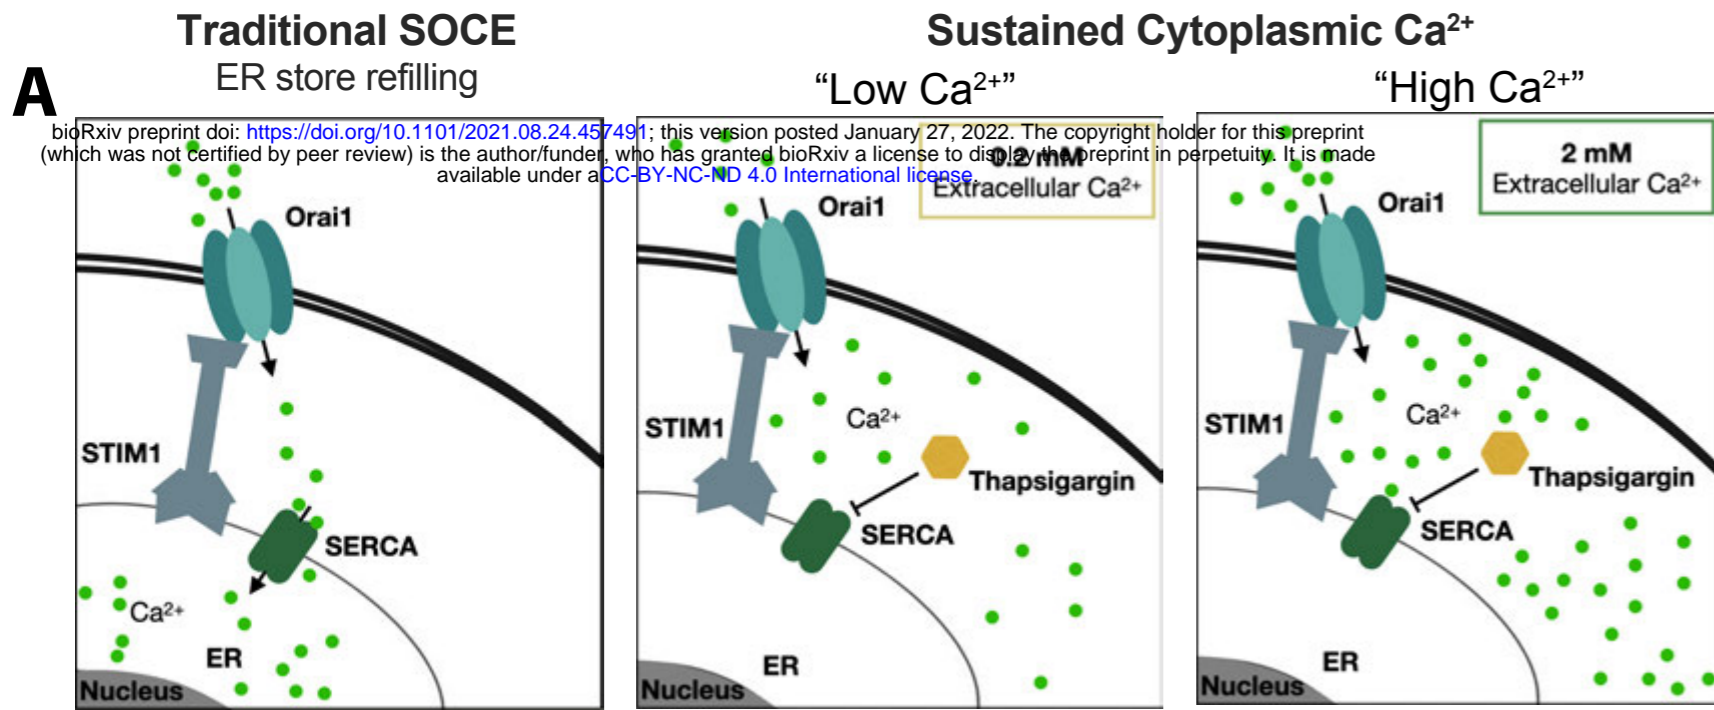 Traditional SOCE
ER store refilling
Sustained Cytoplasmic Ca²⁺
“Low Ca²⁺”
“High Ca²⁺”
A
bioRxiv preprint doi: https://doi.org/10.1101/2021.08.24.457491; this version posted January 27, 2022. The copyright holder for this preprint
(which was not certified by peer review) is the author/funder, who has granted bioRxiv a license to display the preprint in perpetuity. It is made
available under aCC-BY-NC-ND 4.0 International license.
Orai1
STIM1
SERCA
Ca²⁺
ER
Nucleus
0.2 mM
Extracellular Ca²⁺
Orai1
STIM1
Ca²⁺
Thapsigargin
SERCA
ER
Nucleus
2 mM
Extracellular Ca²⁺
Orai1
STIM1
Ca²⁺
Thapsigargin
SERCA
ER
Nucleus